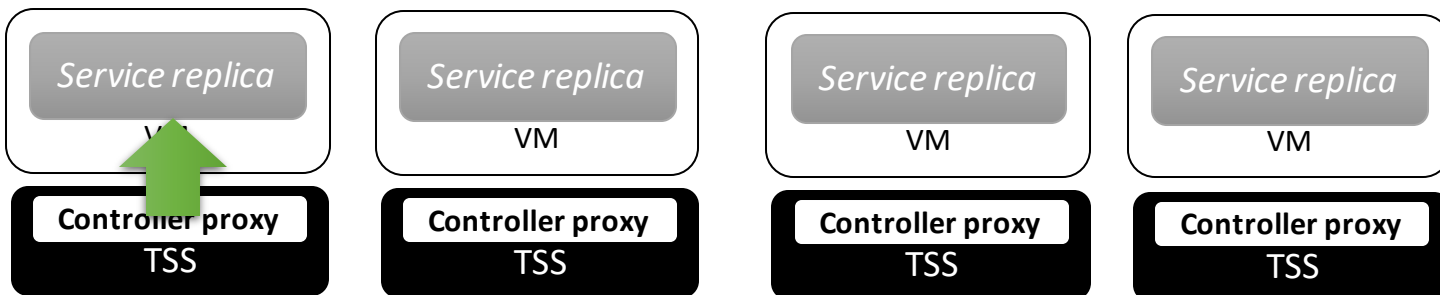 Service replica Service replica Service replica Service replica
VM VM VM VM
Controller proxy Controller proxy Controller proxy Controller proxy
TSS TSS TSS TSS